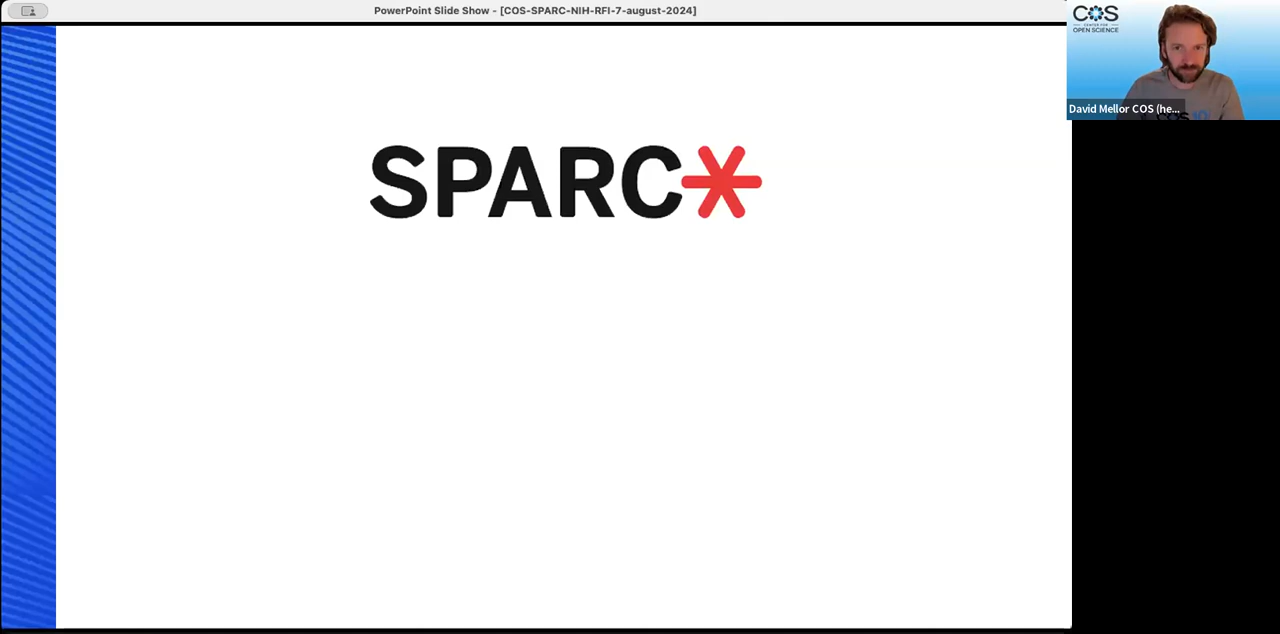 PowerPoint Slide Show - [COS-SPARC-NIH-RFI-7-august-2024]
COS
CENTER FOR
OPEN SCIENCE
David Mellor COS (he...
SPARC*